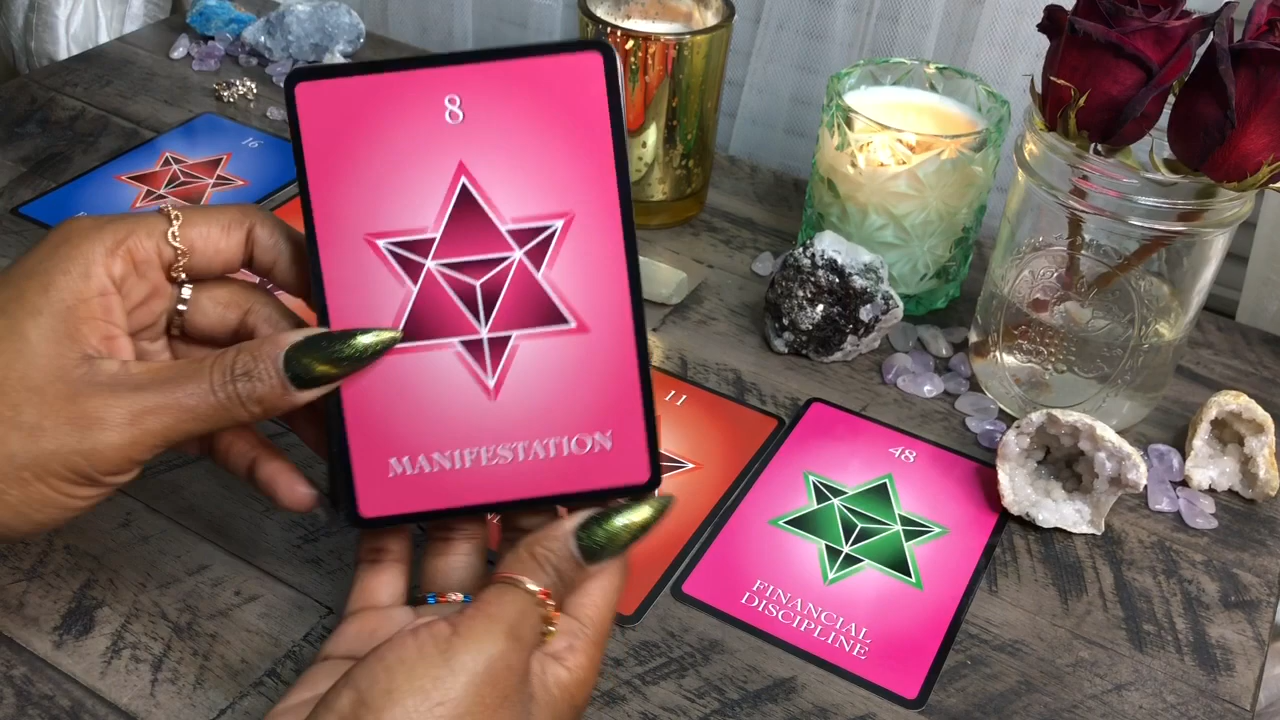 8
MANIFESTATION
16
11
48
FINANCIAL
DISCIPLINE